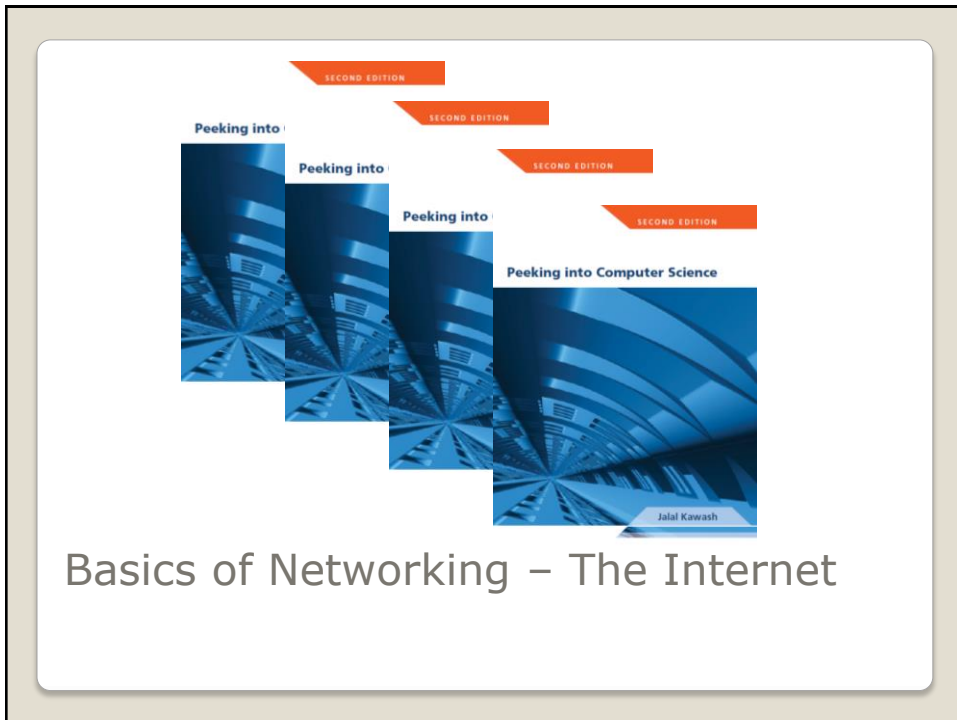 SECOND EDITION
SECOND EDITION
Peeking into
SECOND EDITION
Peeking into
SECOND EDITION
Peeking into
Peeking into Computer Science
Jalal Kawash
Basics of Networking – The Internet